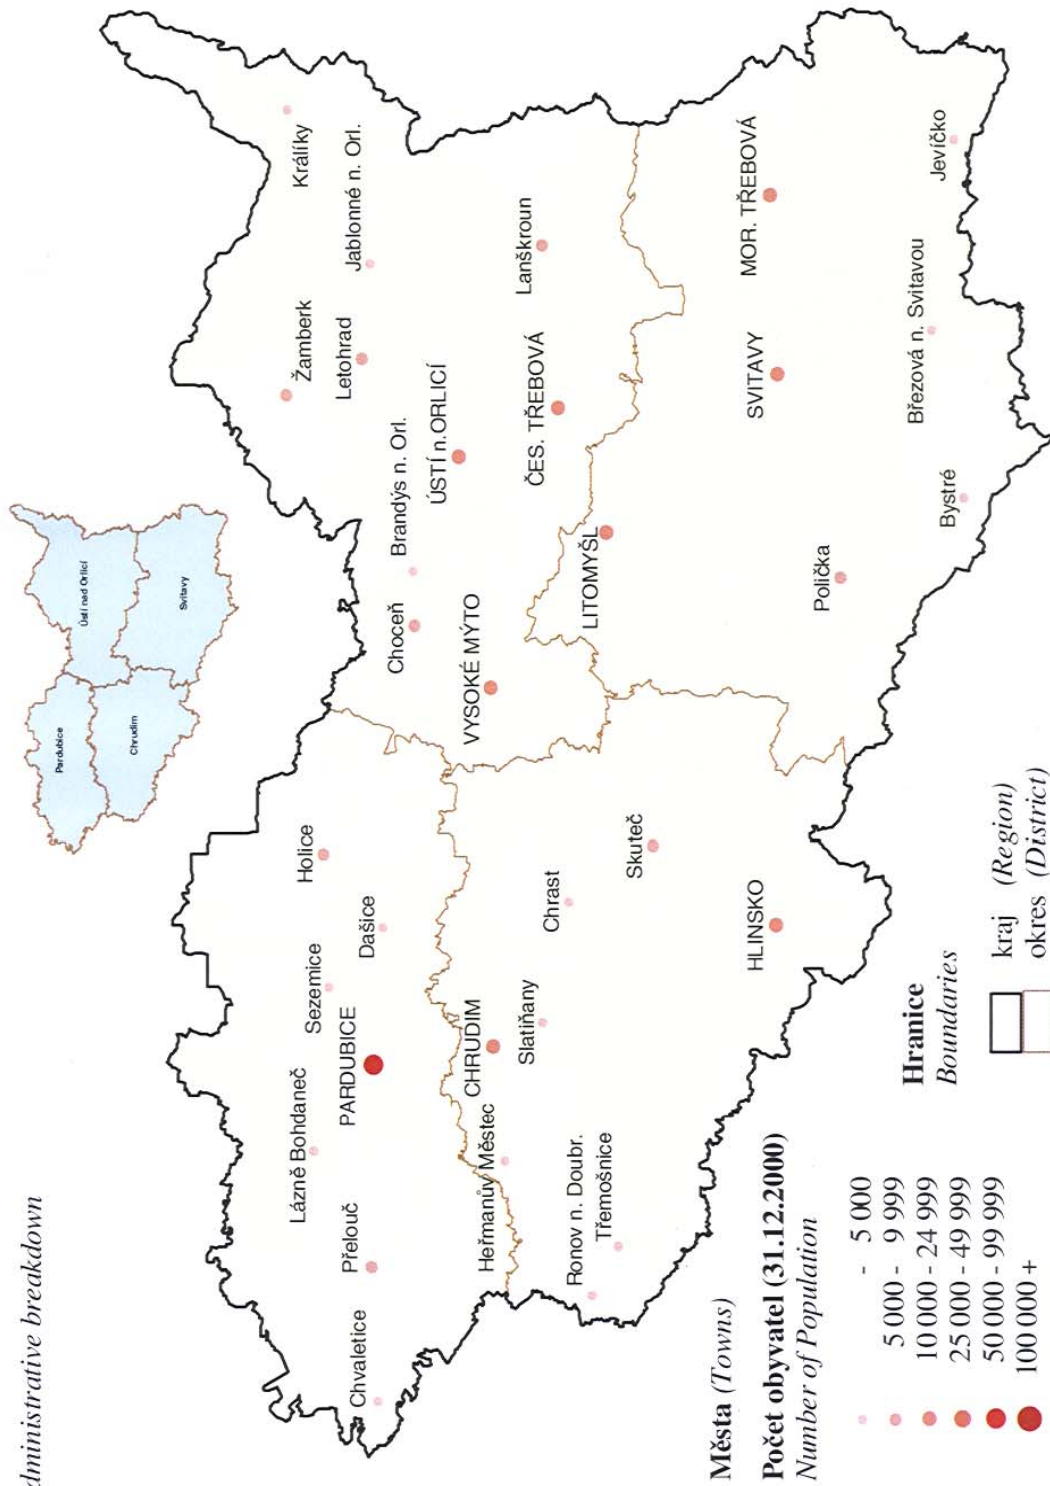 dministrative breakdown
Pardubice
Ústí nad Orlicí
Chrudim
Svitavy
Králíky
Jablonné n. Orl.
Žamberk
Letohrad
Lanškroun
ÚSTÍ n.ORLICÍ
ČES. TŘEBOVÁ
Brandýs n. Orl.
Choceň
VYSOKÉ MÝTO
LITOMYŠL
MOR. TŘEBOVÁ
SVITAVY
Jevíčko
Březová n. Svitavou
Bystré
Polička
Holice
Dašice
Sezemice
PARDUBICE
Lázně Bohdaneč
Přelouč
Chvaletice
Heřmanův Městec
CHRUDIM
Slatiňany
Chrast
Skuteč
HLINSKO
Ronov n. Doubr.
Třemošnice
Města (Towns)
Počet obyvatel (31.12.2000)
Number of Population
- 5 000
5 000 - 9 999
10 000 - 24 999
25 000 - 49 999
50 000 - 99 999
100 000 +
Hranice
Boundaries
kraj (Region)
okres (District)